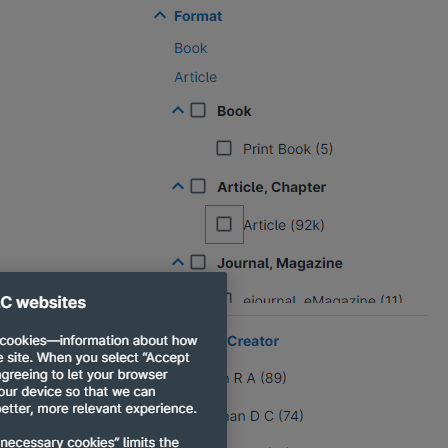 Format
Book
Article
Book
Print Book (5)
Article, Chapter
Article (92k)
Journal, Magazine
ejournal, eMagazine (11)
C websites
Creator
cookies—information about how
site. When you select “Accept
greeing to let your browser
R A (89)
our device so that we can
etter, more relevant experience.
an D C (74)
necessary cookies” limits the